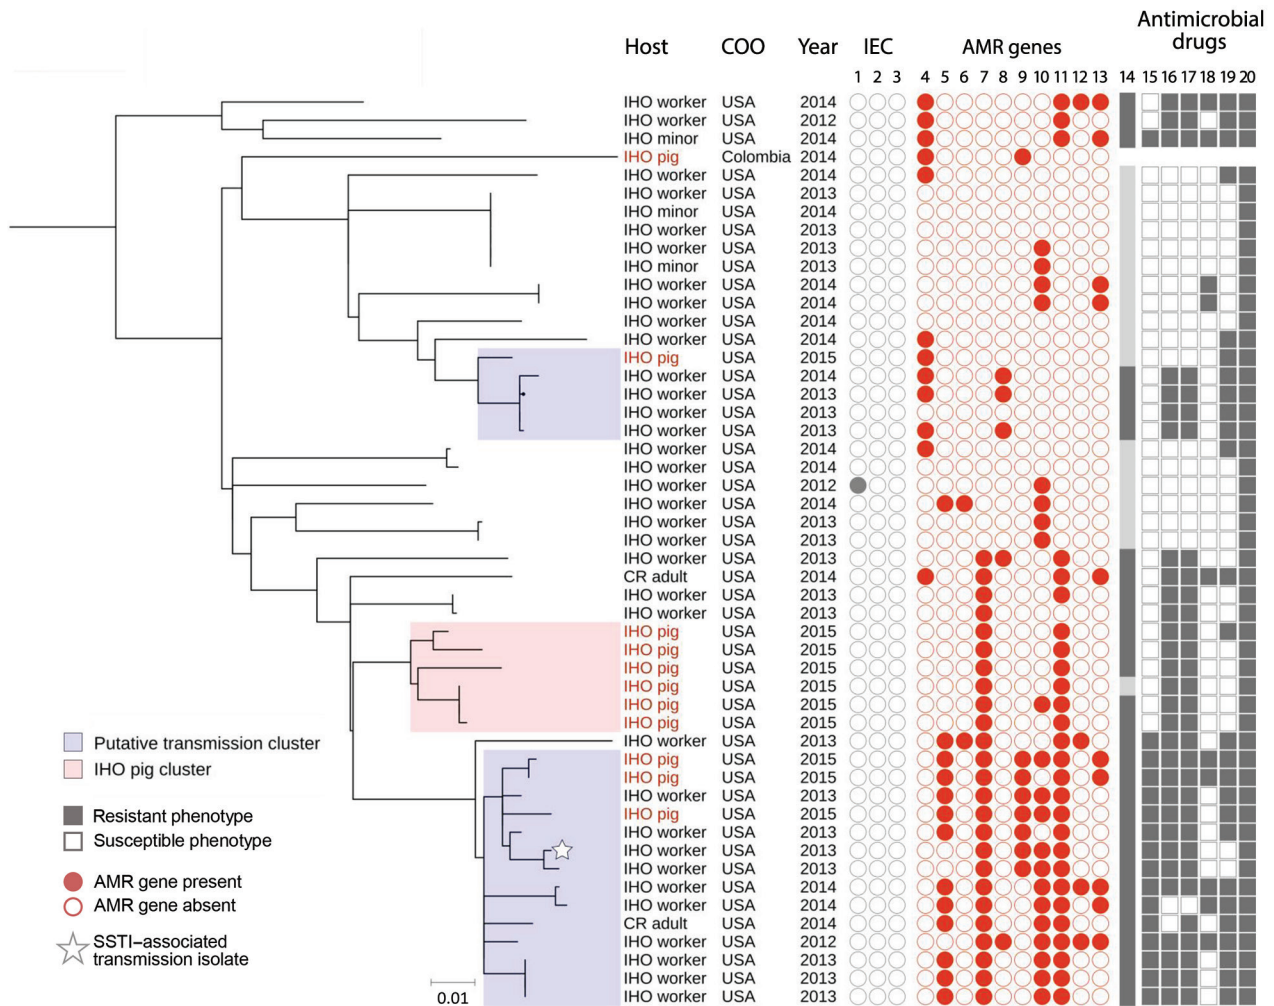 Antimicrobial
drugs
Host COO Year IEC AMR genes
1 2 3 4 5 6 7 8 9 10 11 12 13 14 15 16 17 18 19 20
IHO worker USA 2014
IHO worker USA 2012
IHO minor USA 2014
IHO pig Colombia 2014
IHO worker USA 2014
IHO worker USA 2013
IHO minor USA 2014
IHO worker USA 2013
IHO worker USA 2013
IHO minor USA 2013
IHO worker USA 2014
IHO worker USA 2014
IHO worker USA 2014
IHO worker USA 2014
IHO pig USA 2015
IHO worker USA 2014
IHO worker USA 2013
IHO worker USA 2013
IHO worker USA 2013
IHO worker USA 2014
IHO worker USA 2014
IHO worker USA 2012
IHO worker USA 2014
IHO worker USA 2013
IHO worker USA 2013
IHO worker USA 2013
CR adult USA 2014
IHO worker USA 2013
IHO worker USA 2013
IHO pig USA 2015
IHO pig USA 2015
IHO pig USA 2015
IHO pig USA 2015
IHO pig USA 2015
IHO pig USA 2015
IHO worker USA 2013
IHO pig USA 2015
IHO pig USA 2015
IHO worker USA 2013
IHO pig USA 2015
IHO worker USA 2013
IHO worker USA 2013
IHO worker USA 2013
IHO worker USA 2014
IHO worker USA 2014
CR adult USA 2014
IHO worker USA 2012
IHO worker USA 2013
IHO worker USA 2013
IHO worker USA 2013
Putative transmission cluster
IHO pig cluster
Resistant phenotype
Susceptible phenotype
AMR gene present
AMR gene absent
SSTI–associated
transmission isolate
0.01